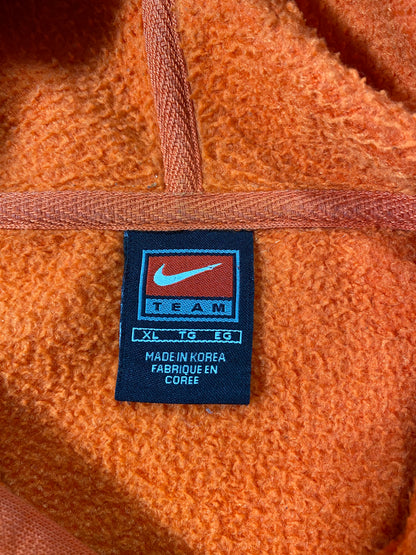 TEAM
XL TG EG
MADE IN KOREA
FABRIQUE EN
COREE